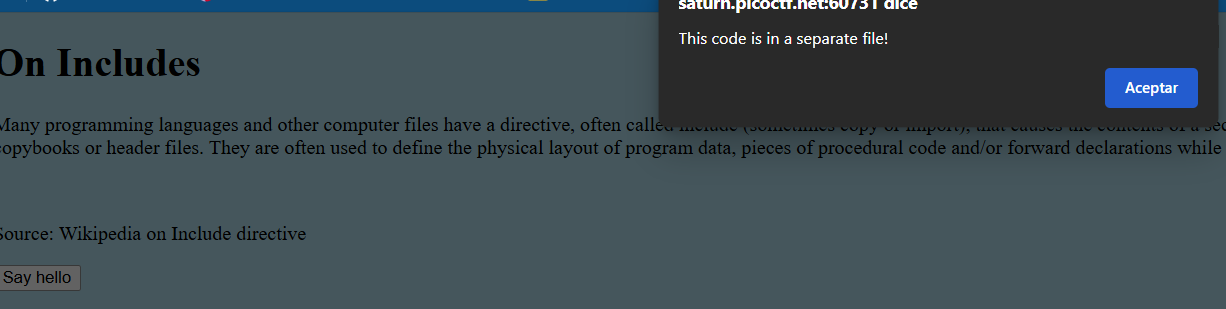 saturn.picoctf.net:60731 dice
This code is in a separate file!
Aceptar
On Includes
Many programming languages and other computer files have a directive, often called include (sometimes copy or import), that causes the contents of a sec
copybooks or header files. They are often used to define the physical layout of program data, pieces of procedural code and/or forward declarations while
Source: Wikipedia on Include directive
Say hello